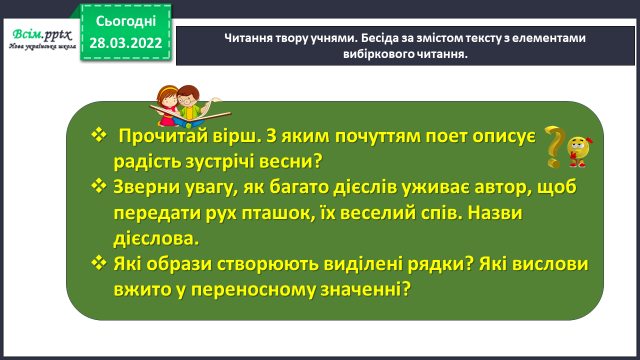 Всім.pptx
Нова українська школа
Сьогодні
28.03.2022
Читання твору учнями. Бесіда за змістом тексту з елементами
вибіркового читання.
❖ Прочитай вірш. З яким почуттям поет описує
радість зустрічі весни?
❖ Зверни увагу, як багато дієслів уживає автор, щоб
передати рух пташок, їх веселий спів. Назви
дієслова.
❖ Які образи створюють виділені рядки? Які вислови
вжито у переносному значенні?